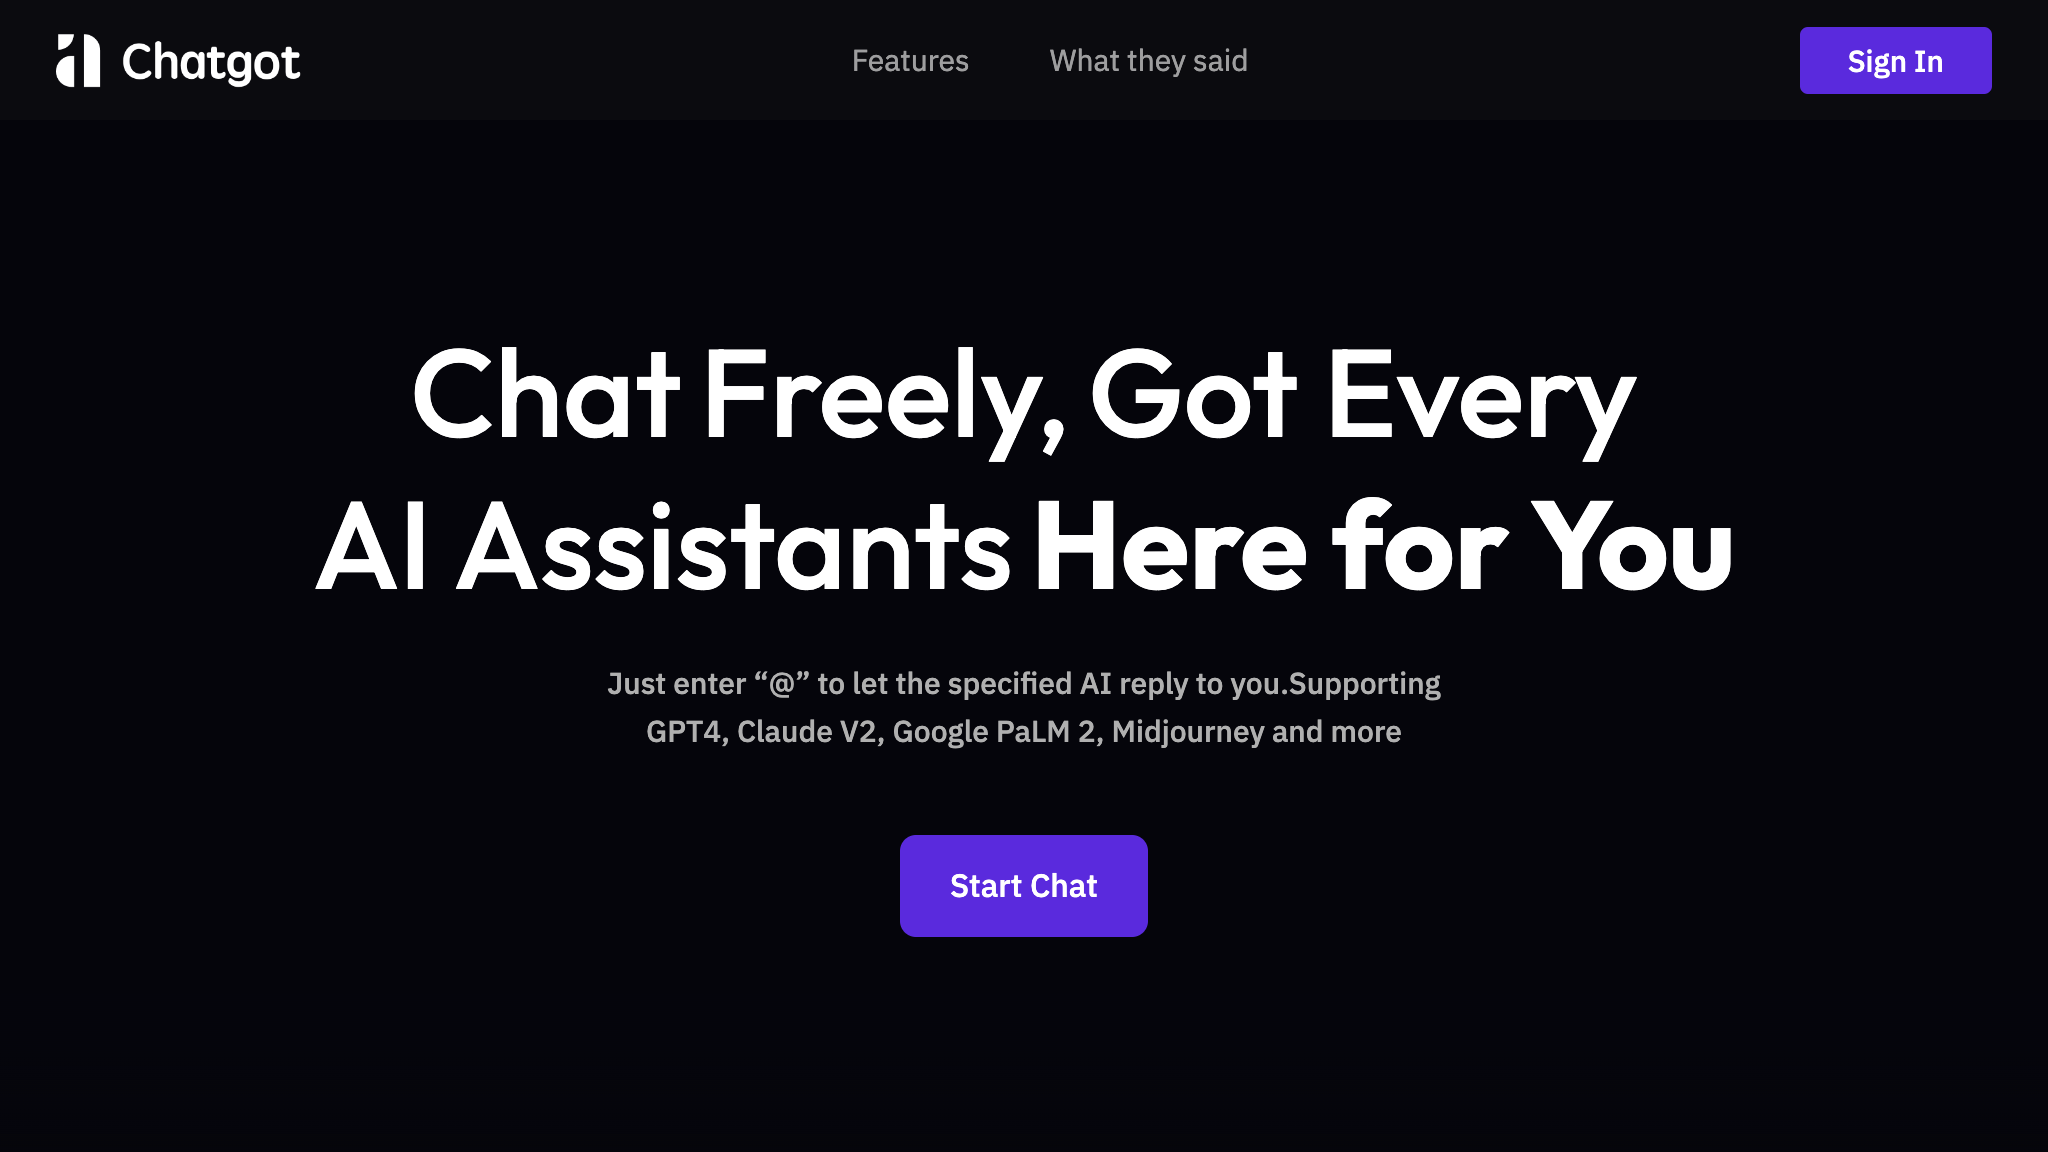 Chatgot
Features
What they said
Sign In
Chat Freely, Got Every
AI Assistants Here for You
Just enter “@” to let the specified AI reply to you.Supporting
GPT4, Claude V2, Google PaLM 2, Midjourney and more
Start Chat